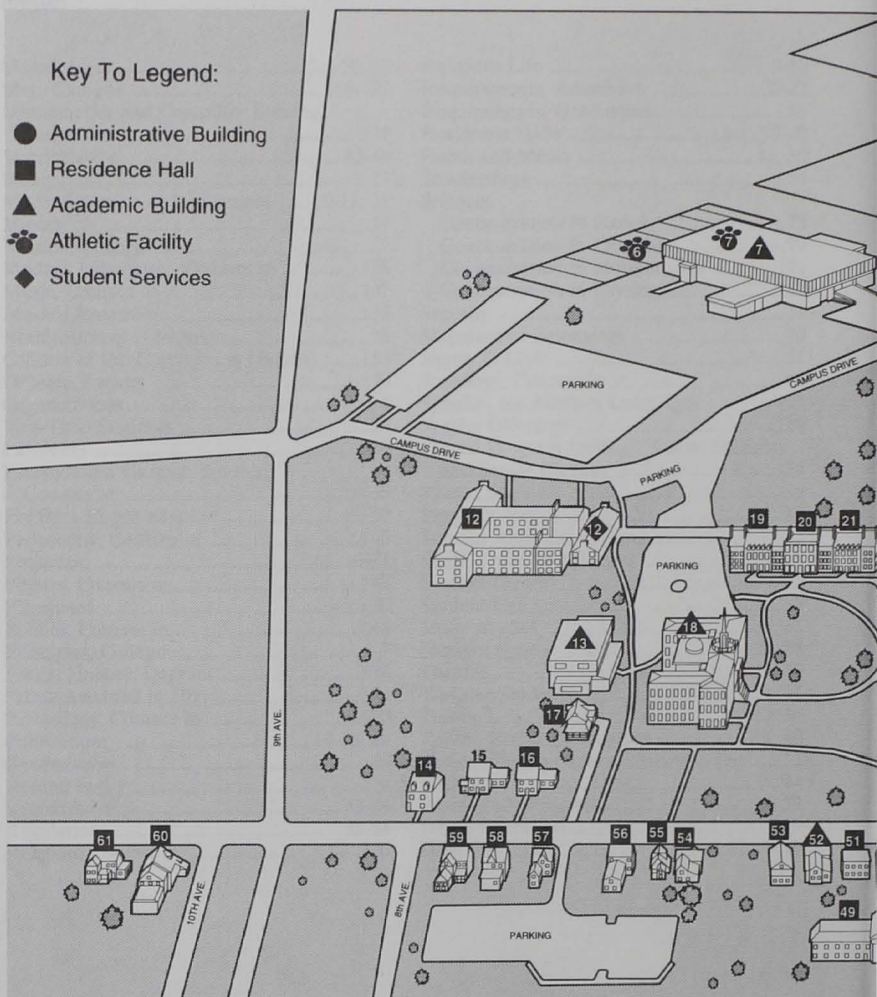 Key To Legend:
Administrative Building
Residence Hall
Academic Building
Athletic Facility
Student Services
6
7
7
PARKING
CAMPUS DRIVE
CAMPUS DRIVE
PARKING
12
12
19
20
21
PARKING
13
18
17
9th AVE.
14
15
16
61
60
59
58
57
56
55
54
53
52
51
10TH AVE.
8th AVE.
PARKING
49